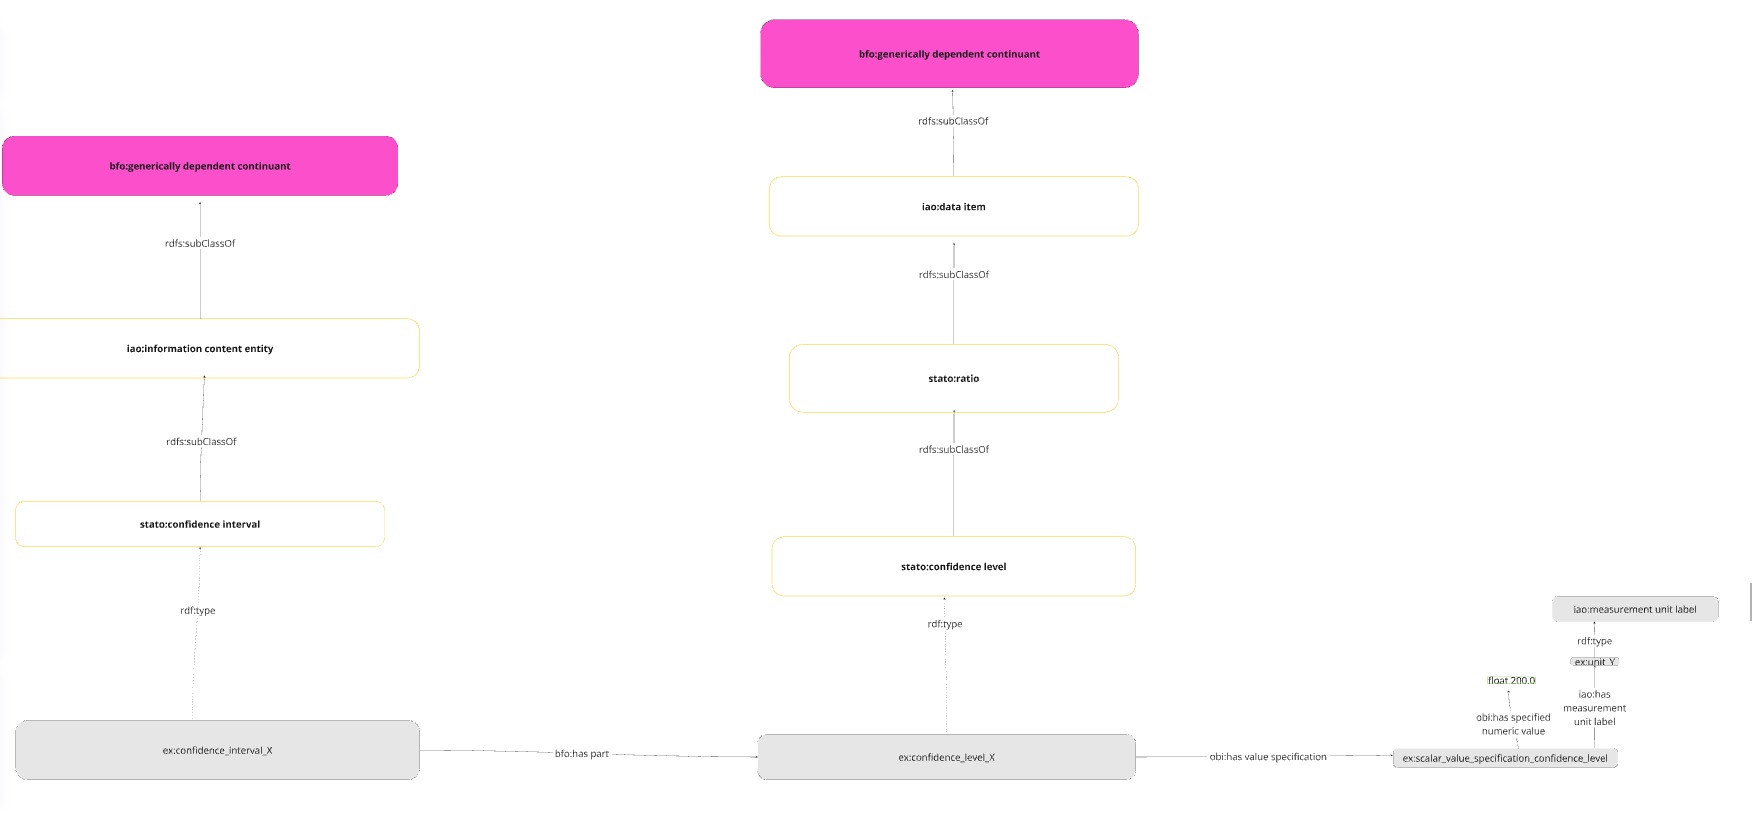 bfo:generically dependent continuant
rdfs:subClassOf
bfo:generically dependent continuant
iao:data item
rdfs:subClassOf
rdfs:subClassOf
iao:information content entity
stato:ratio
rdfs:subClassOf
rdfs:subClassOf
stato:confidence interval
stato:confidence level
rdf:type
rdf:type
iao:measurement unit label
rdf:type
ex:unit_Y
float 200.0
iao:has
measurement
unit label
obi:has specified
numeric value
ex:confidence_interval_X
bfo:has part
ex:confidence_level_X
obi:has value specification
ex:scalar_value_specification_confidence_level